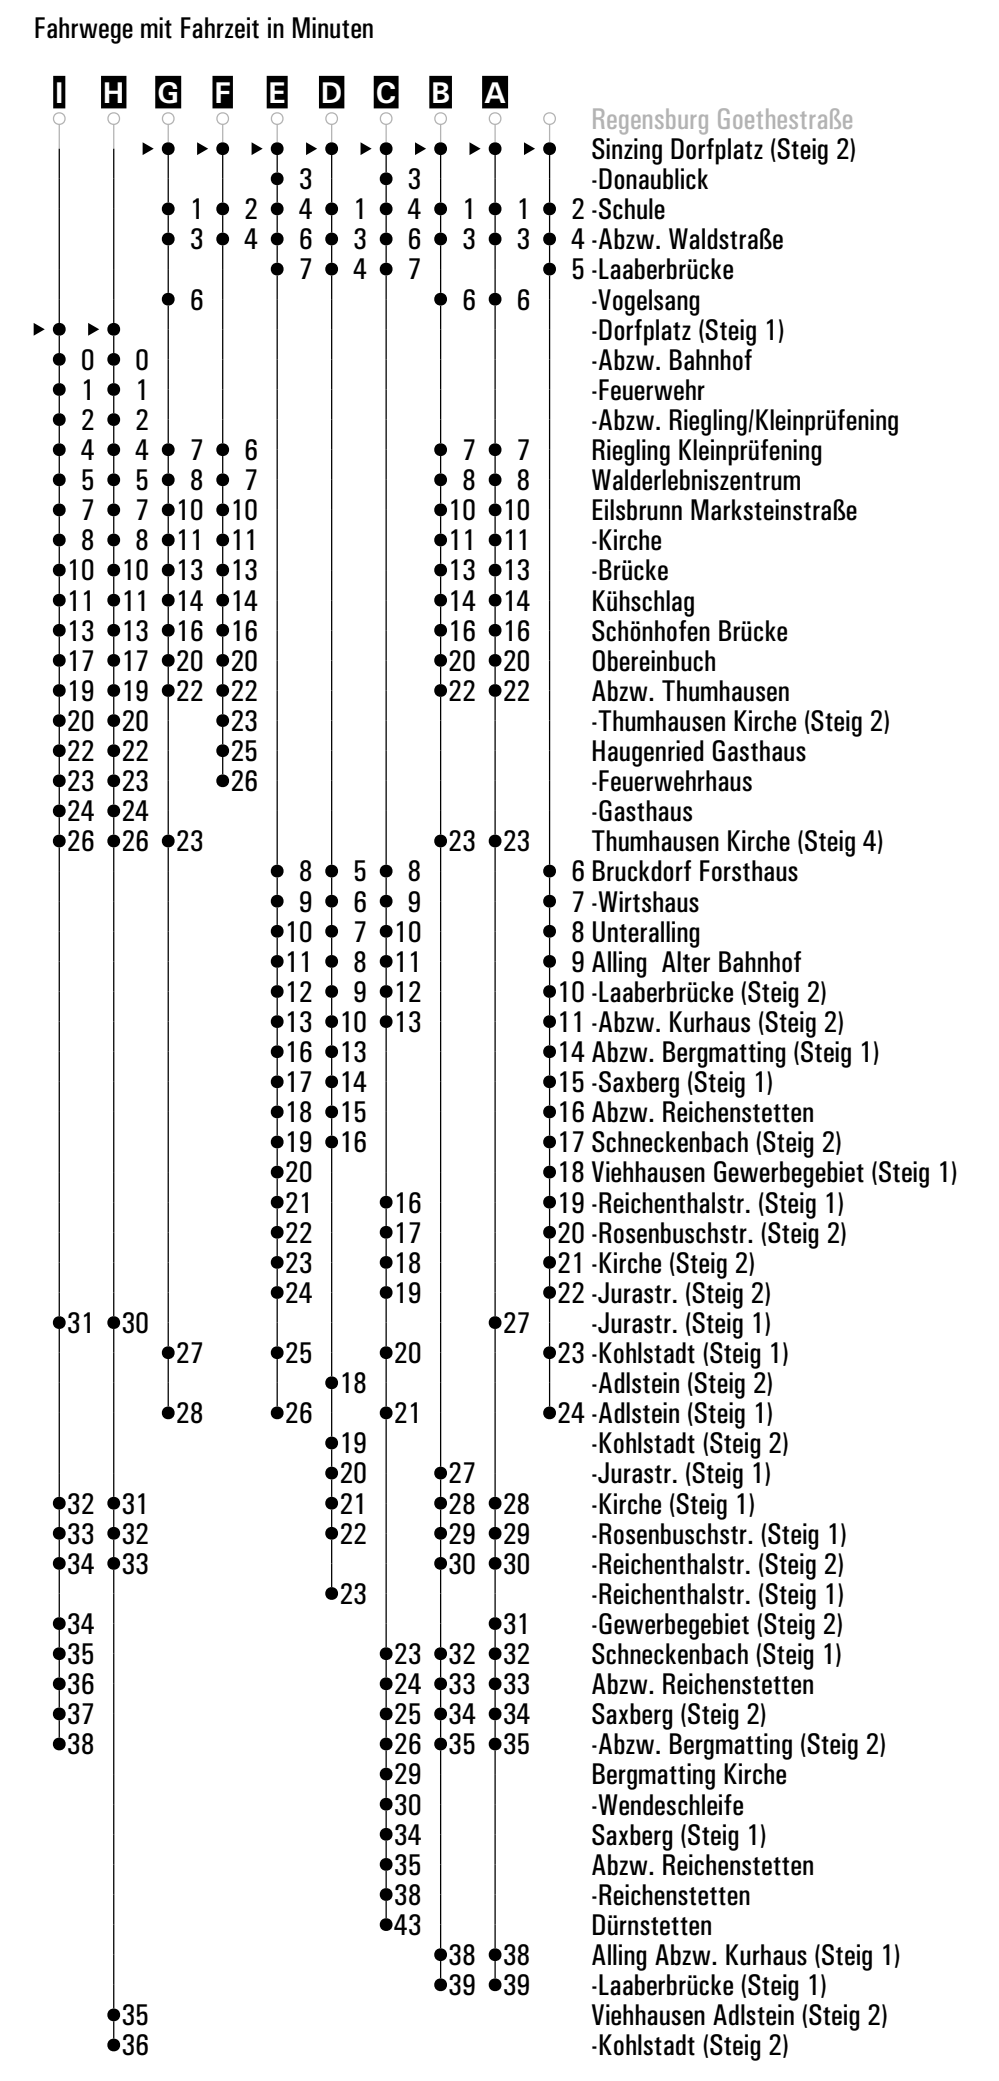 Fahrwege mit Fahrzeit in Minuten
I H G F E D C B A
Regensburg Goethestraße
Sinzing Dorfplatz (Steig 2)
3 3 -Donaublick
1 2 4 1 4 1 1 2 -Schule
3 4 6 3 6 3 3 4 -Abzw. Waldstraße
7 4 7 5 -Laaberbrücke
6 6 6 -Vogelsang
-Dorfplatz (Steig 1)
0 0 -Abzw. Bahnhof
1 1 -Feuerwehr
2 2 -Abzw. Riegling/Kleinprüfening
4 4 7 6 7 7 Riegling Kleinprüfening
5 5 8 7 8 8 Walderlebniszentrum
7 7 10 10 10 10 Eilsbrunn Marksteinstraße
8 8 11 11 11 11 -Kirche
10 10 13 13 13 13 -Brücke
11 11 14 14 14 14 Kühschlag
13 13 16 16 16 16 Schönhofen Brücke
17 17 20 20 20 20 Obereinbuch
19 19 22 22 22 22 Abzw. Thumhausen
20 20 23 -Thumhausen Kirche (Steig 2)
22 22 25 Haugenried Gasthaus
23 23 26 -Feuerwehrhaus
24 24 -Gasthaus
26 26 23 23 23 Thumhausen Kirche (Steig 4)
8 5 8 6 Bruckdorf Forsthaus
9 6 9 7 -Wirtshaus
10 7 10 8 Unteralling
11 8 11 9 Alling Alter Bahnhof
12 9 12 10 -Laaberbrücke (Steig 2)
13 10 13 11 -Abzw. Kurhaus (Steig 2)
16 13 14 Abzw. Bergmatting (Steig 1)
17 14 15 -Saxberg (Steig 1)
18 15 16 Abzw. Reichenstetten
19 16 17 Schneckenbach (Steig 2)
20 18 Viehhausen Gewerbegebiet (Steig 1)
21 16 19 -Reichenthalstr. (Steig 1)
22 17 20 -Rosenbuschstr. (Steig 2)
23 18 21 -Kirche (Steig 2)
24 19 22 -Jurastr. (Steig 2)
31 30 27 -Jurastr. (Steig 1)
27 25 20 23 -Kohlstadt (Steig 1)
18 -Adlstein (Steig 2)
28 26 21 24 -Adlstein (Steig 1)
19 -Kohlstadt (Steig 2)
20 27 -Jurastr. (Steig 1)
32 31 21 28 28 -Kirche (Steig 1)
33 32 22 29 29 -Rosenbuschstr. (Steig 1)
34 33 30 30 -Reichenthalstr. (Steig 2)
23 -Reichenthalstr. (Steig 1)
34 31 -Gewerbegebiet (Steig 2)
35 23 32 32 Schneckenbach (Steig 1)
36 24 33 33 Abzw. Reichenstetten
37 25 34 34 Saxberg (Steig 2)
38 26 35 35 -Abzw. Bergmatting (Steig 2)
29 Bergmatting Kirche
30 -Wendeschleife
34 Saxberg (Steig 1)
35 Abzw. Reichenstetten
38 -Reichenstetten
43 Dürnstetten
38 38 Alling Abzw. Kurhaus (Steig 1)
39 39 -Laaberbrücke (Steig 1)
35 Viehhausen Adlstein (Steig 2)
36 -Kohlstadt (Steig 2)